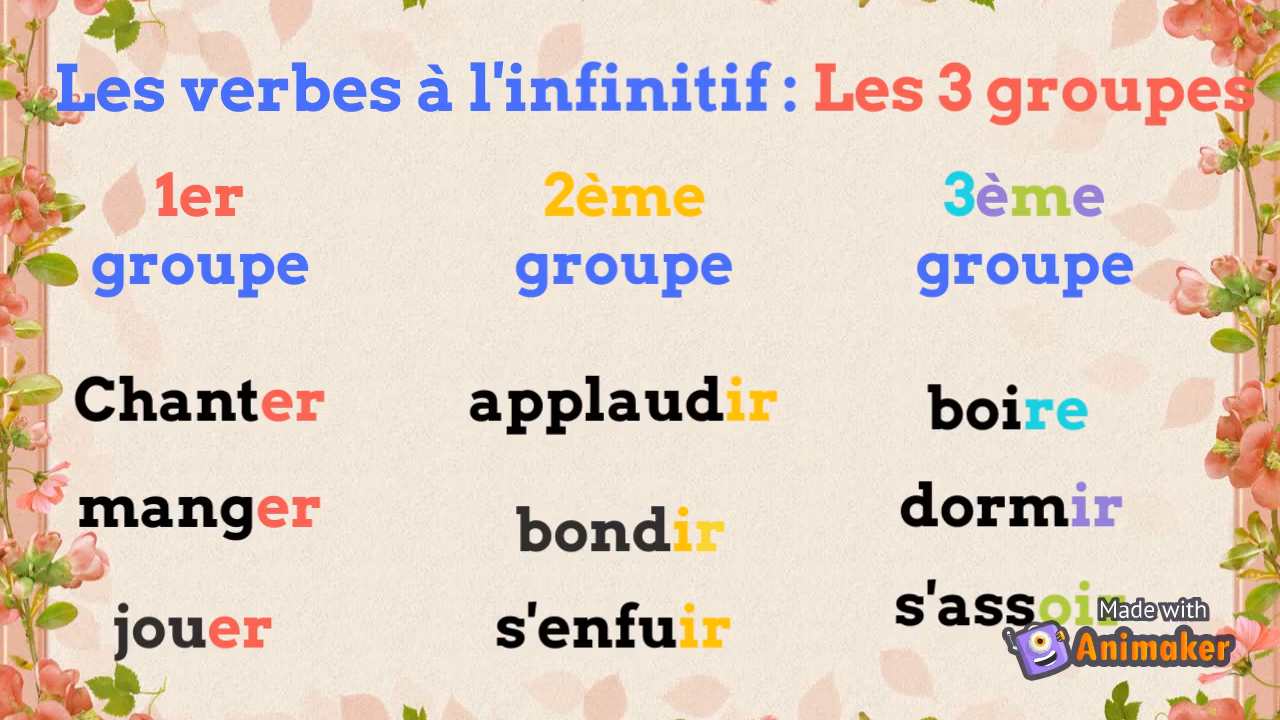 Les verbes à l'infinitif : Les 3 groupes
1er
groupe
Chanter
manger
jouer
2ème
groupe
applaudir
bondir
s'enfuir
3ème
groupe
boire
dormir
s'assoir
Made with
Animaker